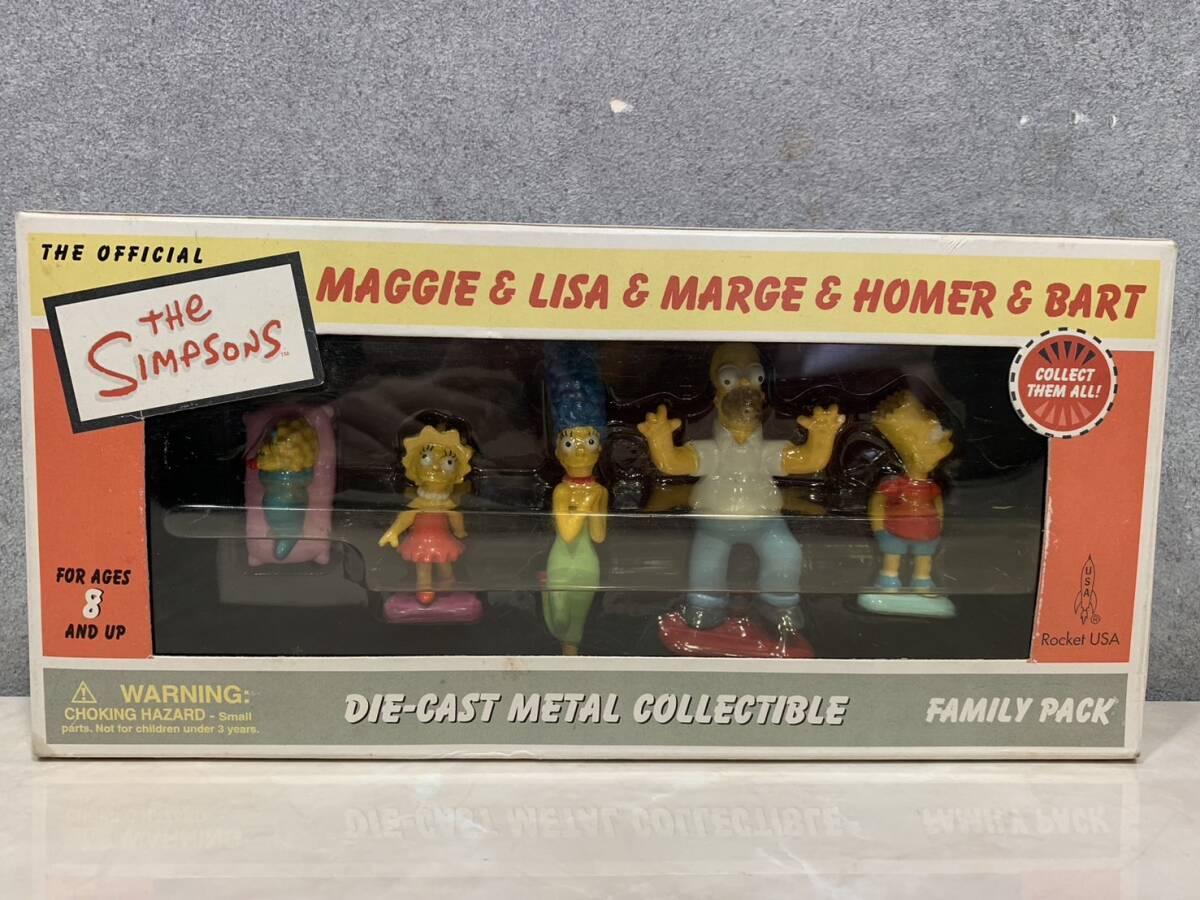 THE OFFICIAL
THE
SIMPSONS™
MAGGIE & LISA & MARGE & HOMER & BART
COLLECT
THEM ALL!
FOR AGES
8
AND UP
USA
®
Rocket USA
⚠ WARNING:
CHOKING HAZARD - Small
parts. Not for children under 3 years.
DIE-CAST METAL COLLECTIBLE
FAMILY PACK